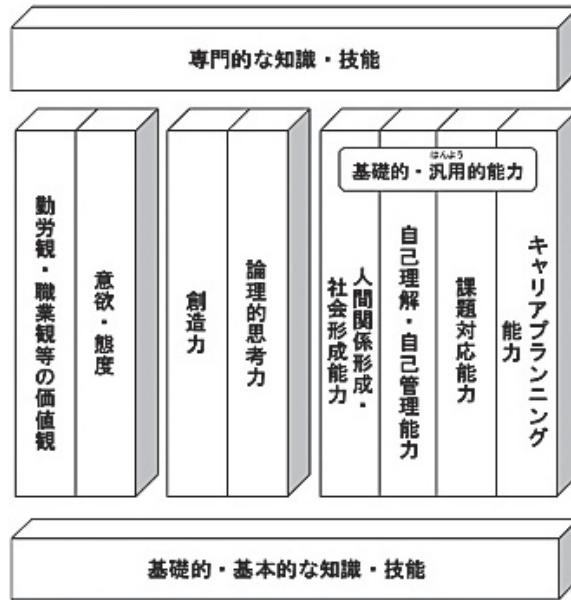 専門的な知識・技能
勤労観・職業観等の価値観
意欲・態度
創造力
論理的思考力
はんよう
基礎的・汎用的能力
人間関係形成・
社会形成能力
自己理解・自己管理能力
課題対応能力
キャリアプランニング
能力
基礎的・基本的な知識・技能